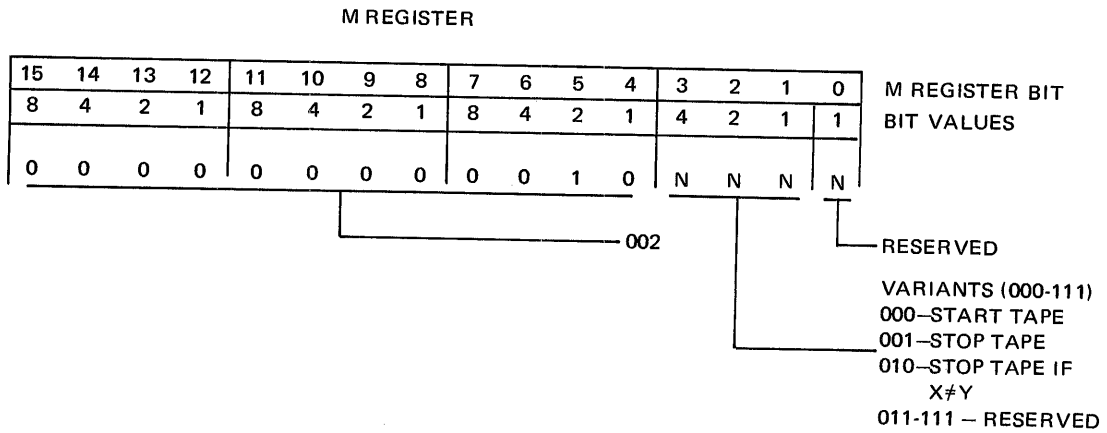 M REGISTER
15 14 13 12 11 10 9 8 7 6 5 4 3 2 1 0 M REGISTER BIT
8 4 2 1 8 4 2 1 8 4 2 1 4 2 1 1 BIT VALUES
0 0 0 0 0 0 0 0 0 0 1 0 N N N N
002
RESERVED
VARIANTS (000-111)
000—START TAPE
001—STOP TAPE
010—STOP TAPE IF
X≠Y
011-111 — RESERVED